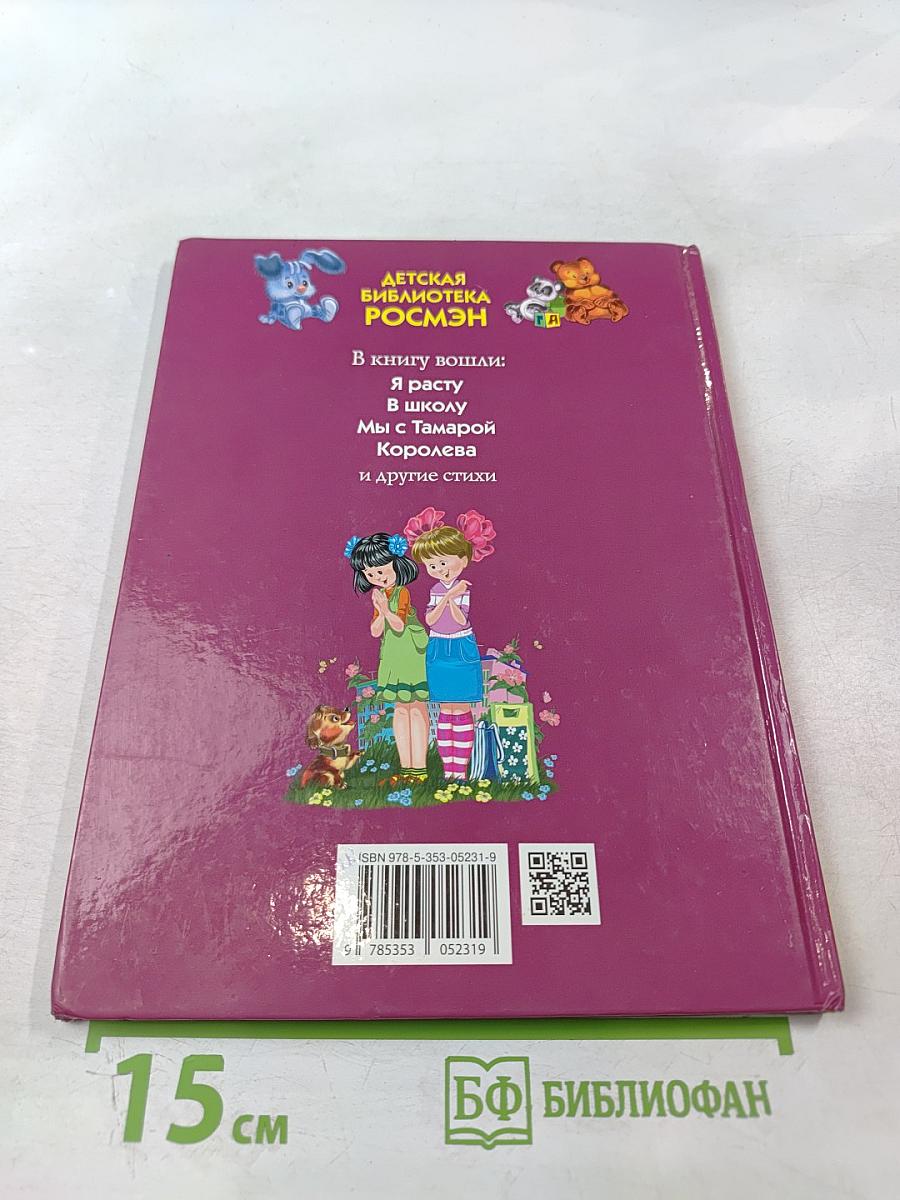 ДЕТСКАЯ
БИБЛИОТЕКА
РОСМЭН
В книгу вошли:
Я расту
В школу
Мы с Тамарой
Королева
и другие стихи
ISBN 978-5-353-05231-9
9 785353 052319
15 см
БФ БИБЛИОФАН